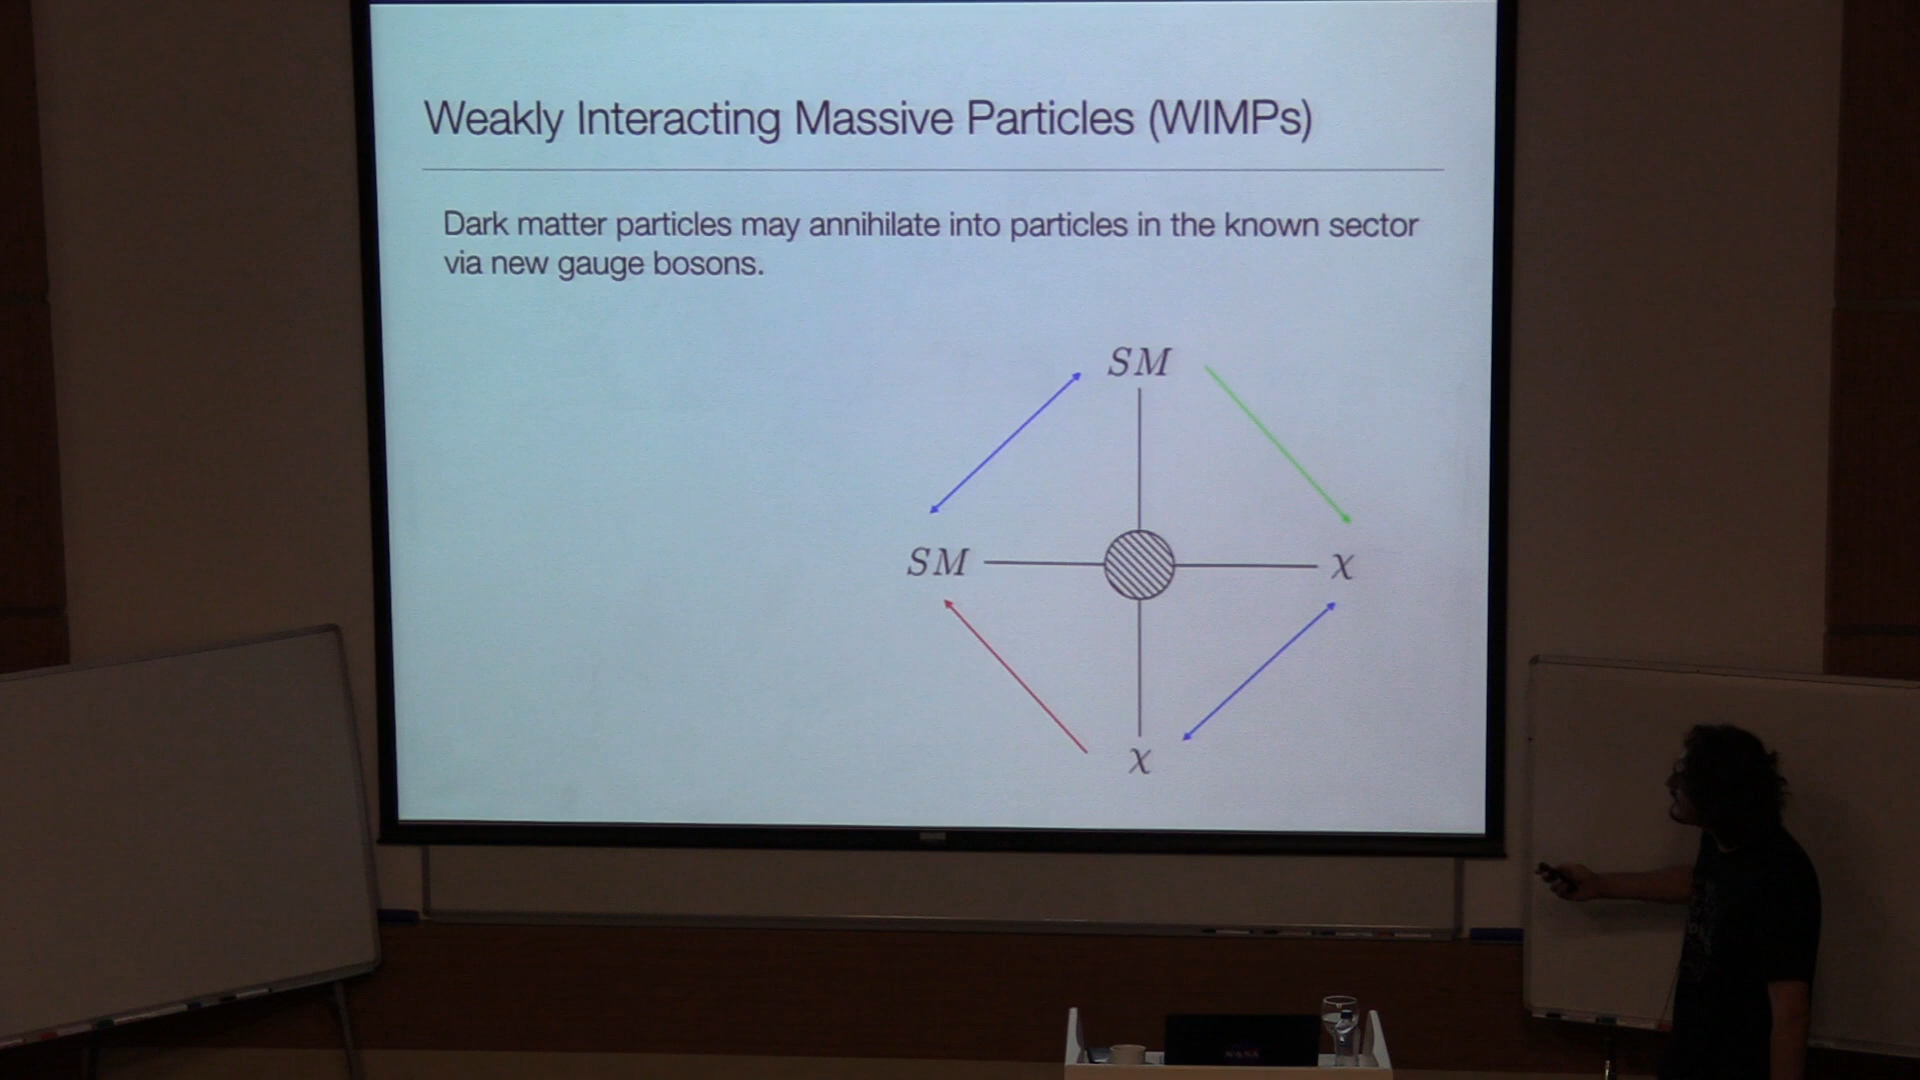 Weakly Interacting Massive Particles (WIMPs)
Dark matter particles may annihilate into particles in the known sector
via new gauge bosons.
SM
SM
χ
χ
NASA